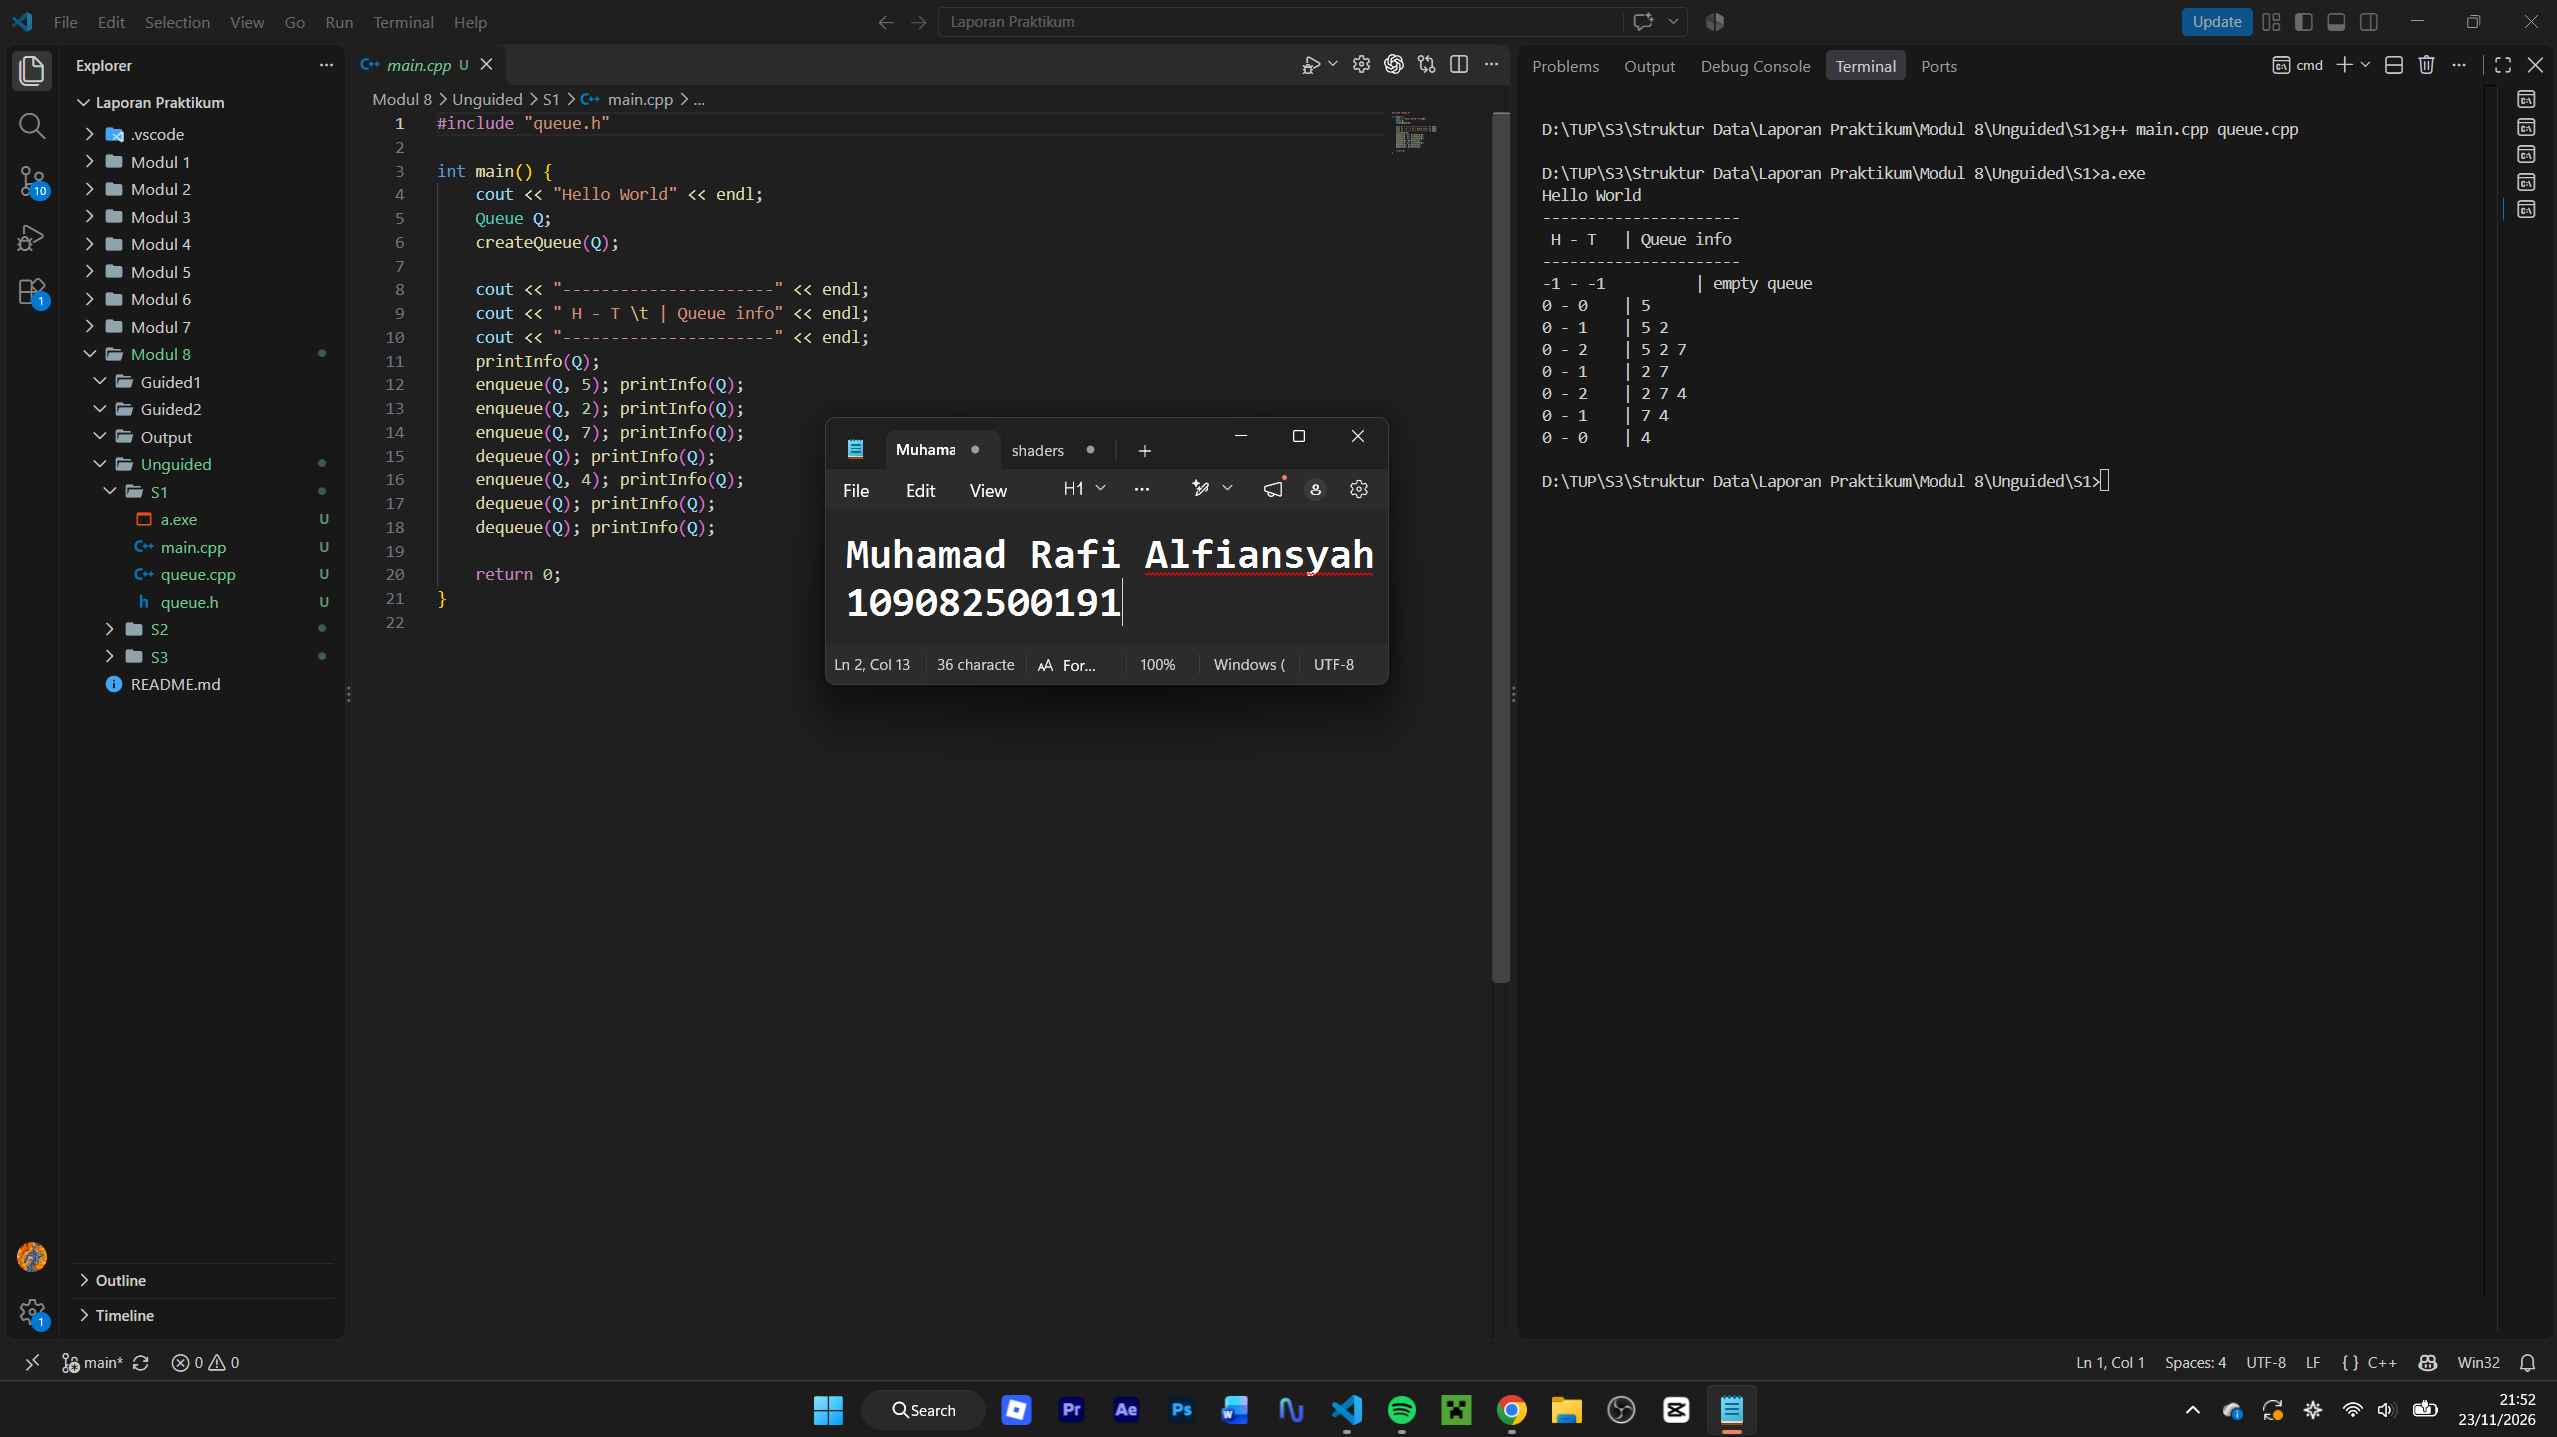 File Edit Selection View Go Run Terminal Help
Laporan Praktikum
Update
Explorer
Laporan Praktikum
.vscode
Modul 1
Modul 2
Modul 3
Modul 4
Modul 5
Modul 6
Modul 7
Modul 8
Guided1
Guided2
Output
Unguided
S1
a.exe U
main.cpp U
queue.cpp U
queue.h U
S2
S3
README.md
Outline
Timeline
10
1
1
main.cpp U
Modul 8 > Unguided > S1 > main.cpp > ...
1 #include "queue.h"
2
3 int main() {
4 cout << "Hello World" << endl;
5 Queue Q;
6 createQueue(Q);
7
8 cout << "----------------------" << endl;
9 cout << " H - T \t | Queue info" << endl;
10 cout << "----------------------" << endl;
11 printInfo(Q);
12 enqueue(Q, 5); printInfo(Q);
13 enqueue(Q, 2); printInfo(Q);
14 enqueue(Q, 7); printInfo(Q);
15 dequeue(Q); printInfo(Q);
16 enqueue(Q, 4); printInfo(Q);
17 dequeue(Q); printInfo(Q);
18 dequeue(Q); printInfo(Q);
19
20 return 0;
21 }
22
Muhama shaders
File Edit View H1
Muhamad Rafi Alfiansyah
109082500191
Ln 2, Col 13 36 characte For... 100% Windows ( UTF-8
Problems Output Debug Console Terminal Ports
cmd
D:\TUP\S3\Struktur Data\Laporan Praktikum\Modul 8\Unguided\S1>g++ main.cpp queue.cpp
D:\TUP\S3\Struktur Data\Laporan Praktikum\Modul 8\Unguided\S1>a.exe
Hello World
----------------------
H - T | Queue info
----------------------
-1 - -1 | empty queue
0 - 0 | 5
0 - 1 | 5 2
0 - 2 | 5 2 7
0 - 1 | 2 7
0 - 2 | 2 7 4
0 - 1 | 7 4
0 - 0 | 4
D:\TUP\S3\Struktur Data\Laporan Praktikum\Modul 8\Unguided\S1>
main* 0 0
Ln 1, Col 1 Spaces: 4 UTF-8 LF {} C++ Win32
Search
Pr Ae Ps W
21:52
23/11/2026